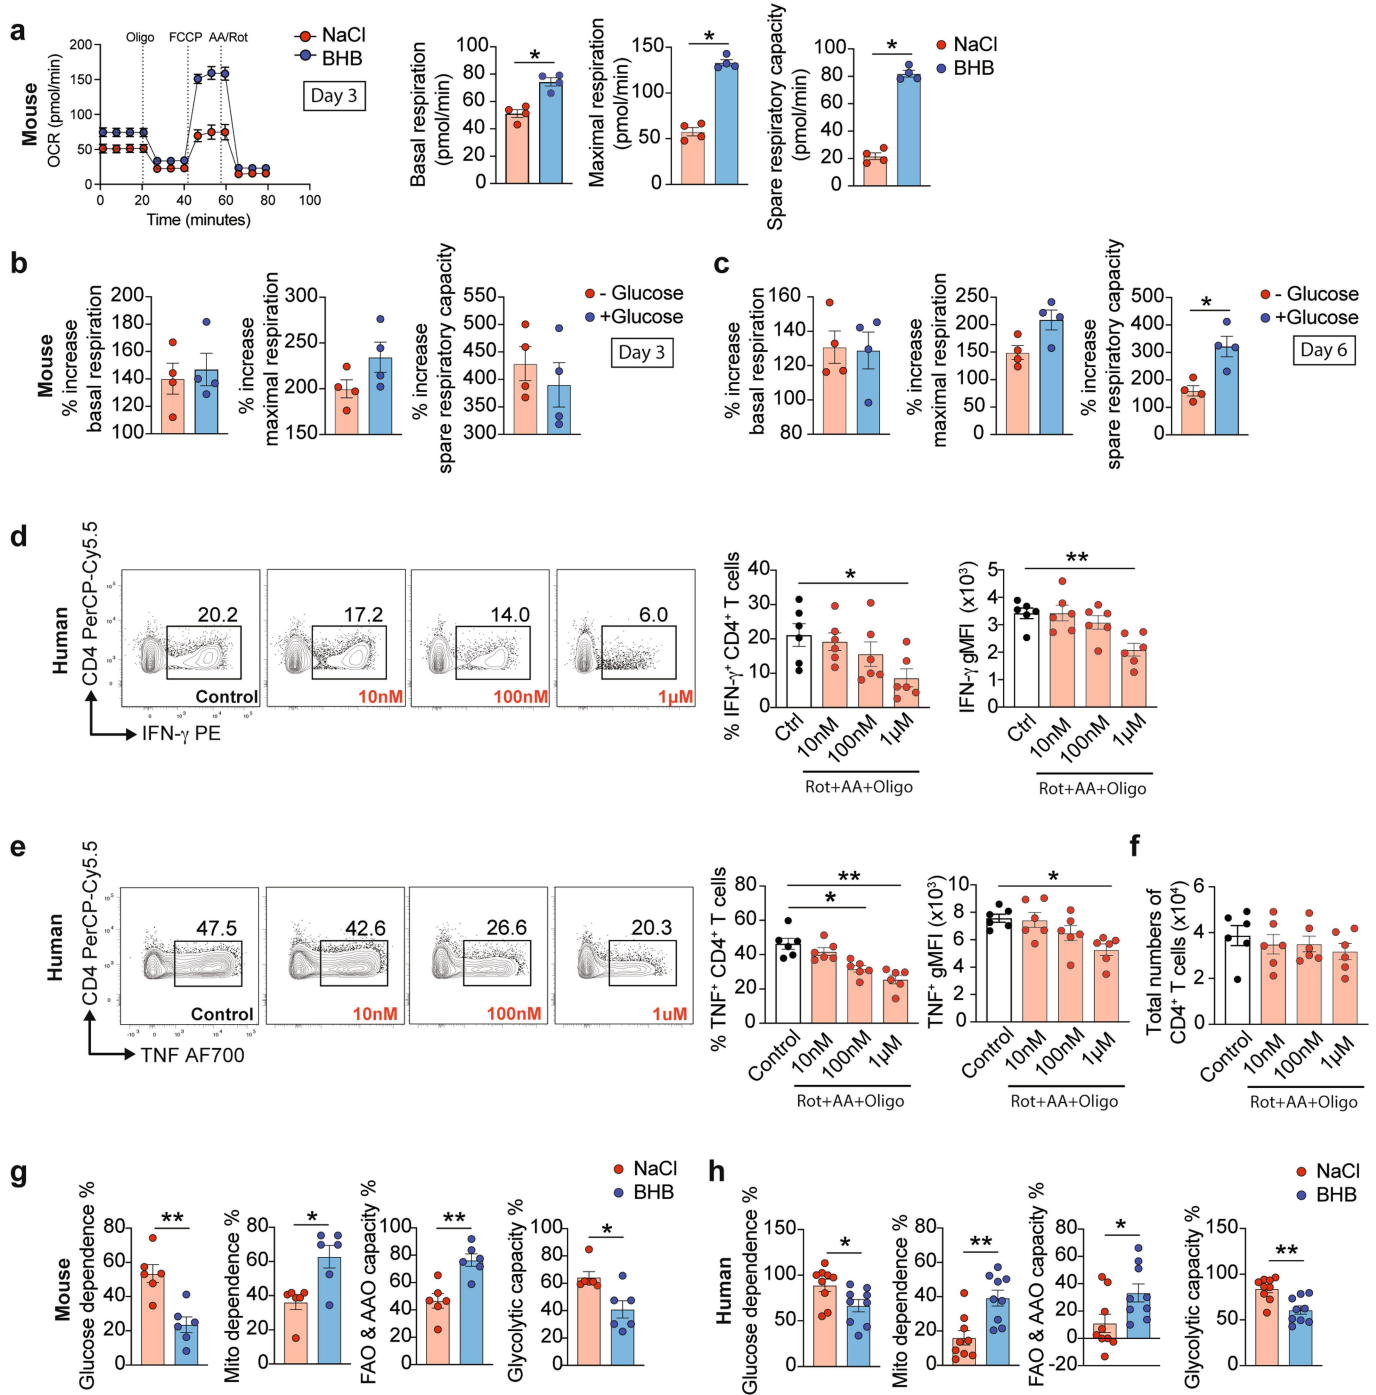 a
Mouse
OCR (pmol/min)
200
150
100
50
0
Oligo FCCP AA/Rot
0 20 40 60 80 100
Time (minutes)
NaCl
BHB
Day 3
Basal respiration
(pmol/min)
100
80
60
40
20
0
*
Maximal respiration
(pmol/min)
150
100
50
0
*
Spare respiratory capacity
(pmol/min)
100
80
60
40
20
0
*
NaCl
BHB
b
Mouse
% increase
basal respiration
200
180
160
140
120
100
% increase
maximal respiration
300
250
200
150
% increase
spare respiratory capacity
550
500
450
400
350
300
- Glucose
+Glucose
Day 3
c
% increase
basal respiration
160
140
120
100
80
% increase
maximal respiration
250
200
150
100
50
0
% increase
spare respiratory capacity
500
400
300
200
100
0
*
- Glucose
+Glucose
Day 6
d
Human
CD4 PerCP-Cy5.5
IFN-γ PE
20.2
Control
17.2
10nM
14.0
100nM
6.0
1µM
% IFN-γ⁺ CD4⁺ T cells
40
30
20
10
0
*
Ctrl 10nM 100nM 1µM
Rot+AA+Oligo
IFN-γ gMFI (x10³)
5
4
3
2
1
0
**
Ctrl 10nM 100nM 1µM
Rot+AA+Oligo
e
Human
CD4 PerCP-Cy5.5
TNF AF700
47.5
Control
42.6
10nM
26.6
100nM
20.3
1uM
% TNF⁺ CD4⁺ T cells
80
60
40
20
0
**
*
Control 10nM 100nM 1µM
Rot+AA+Oligo
TNF⁺ gMFI (x10³)
10
8
6
4
2
0
*
Control 10nM 100nM 1µM
Rot+AA+Oligo
f
Total numbers of
CD4⁺ T cells (x10⁴)
6
4
2
0
Control 10nM 100nM 1µM
Rot+AA+Oligo
g
Mouse
Glucose dependence %
80
60
40
20
0
**
Mito dependence %
80
60
40
20
0
*
FAO & AAO capacity %
100
80
60
40
20
0
**
Glycolytic capacity %
100
80
60
40
20
0
*
NaCl
BHB
h
Human
Glucose dependence %
150
100
50
0
*
Mito dependence %
80
60
40
20
0
**
FAO & AAO capacity %
80
60
40
20
0
-20
*
Glycolytic capacity %
150
100
50
0
**
NaCl
BHB